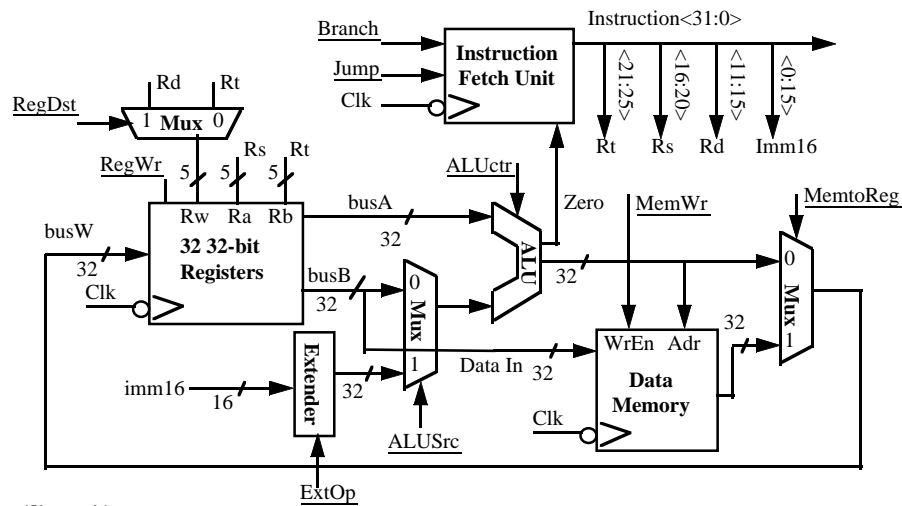 Instruction<31:0>
Branch
Instruction
Fetch Unit
Jump
Clk
<21:25>
<16:20>
<11:15>
<0:15>
Rt
Rs
Rd
Imm16
Rd
Rt
RegDst
1 Mux 0
RegWr
5
5
Rs
5
Rt
ALUctr
Zero
MemWr
MemtoReg
busW
32
Rw
Ra
Rb
32 32-bit
Registers
Clk
busA
32
busB
32
0
Mux
1
ALU
32
0
Mux
1
32
WrEn
Adr
Data
Memory
Clk
Data In
32
imm16
16
Extender
32
ALUSrc
ExtOp